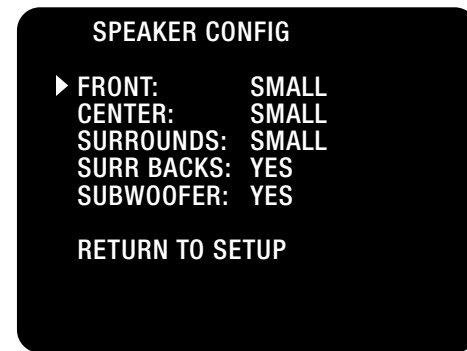 SPEAKER CONFIG
FRONT: SMALL
CENTER: SMALL
SURROUNDS: SMALL
SURR BACKS: YES
SUBWOOFER: YES
RETURN TO SETUP